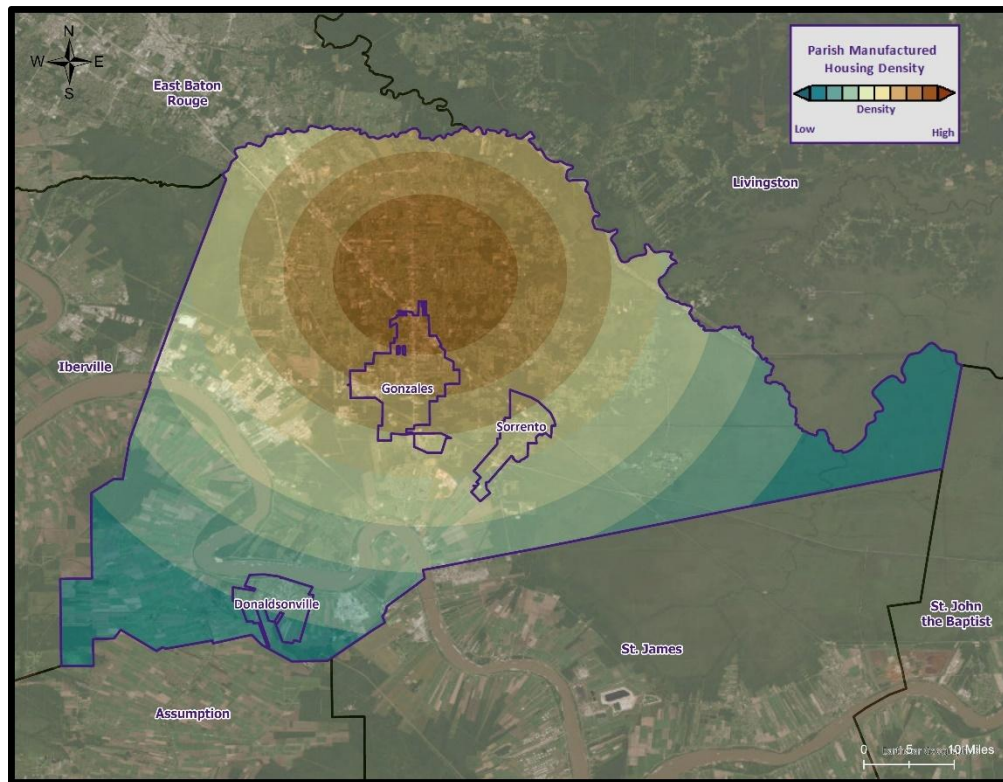 N
W E
S
Parish Manufactured
Housing Density
Density
Low
High
East Baton
Rouge
Livingston
Iberville
Gonzales
Sorrento
Donaldsonville
St. John
the Baptist
St. James
Assumption
0 5 10 Miles